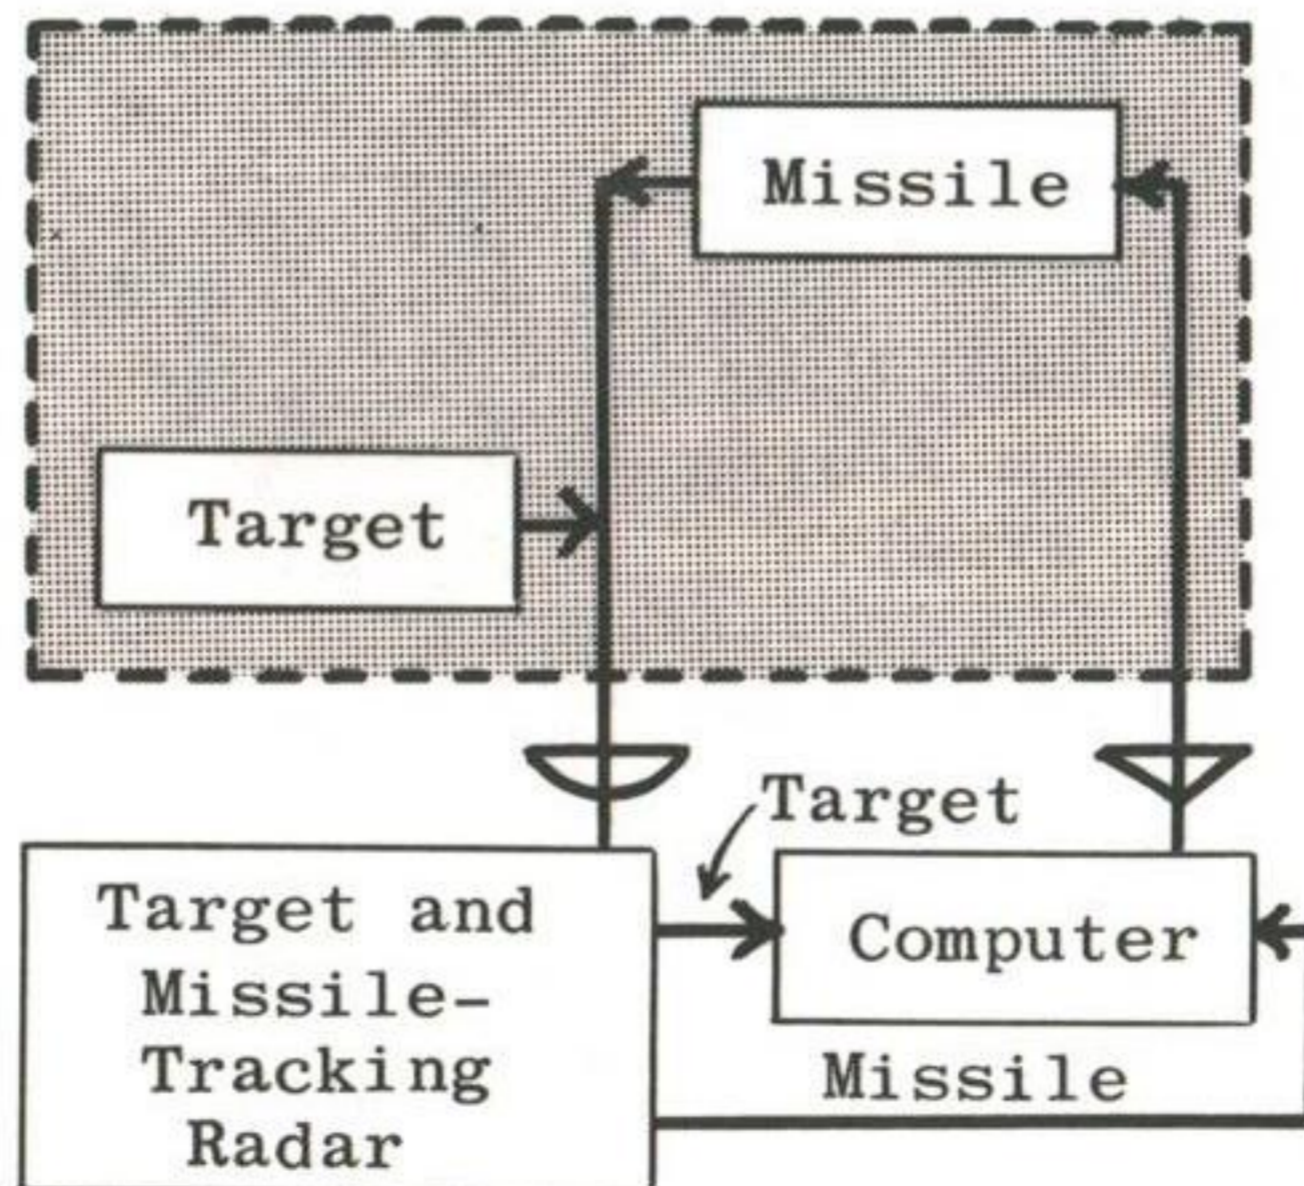 Missile
Target
Target
Target and
Missile-
Tracking
Radar
Computer
Missile